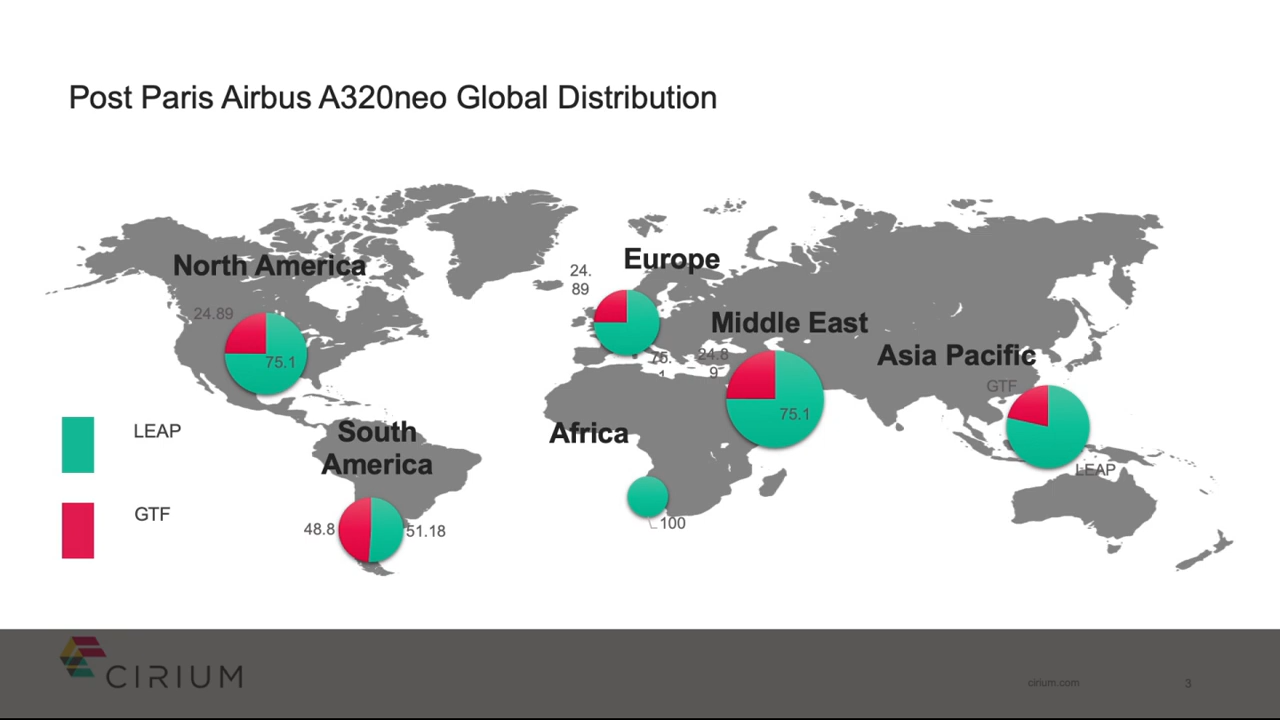 Post Paris Airbus A320neo Global Distribution
North America
24.89
75.1
Europe
24.
89
75.
1
Middle East
24.8
9
75.1
Asia Pacific
GTF
LEAP
LEAP
GTF
South
America
48.8
51.18
Africa
100
CIRIUM
cirium.com
3